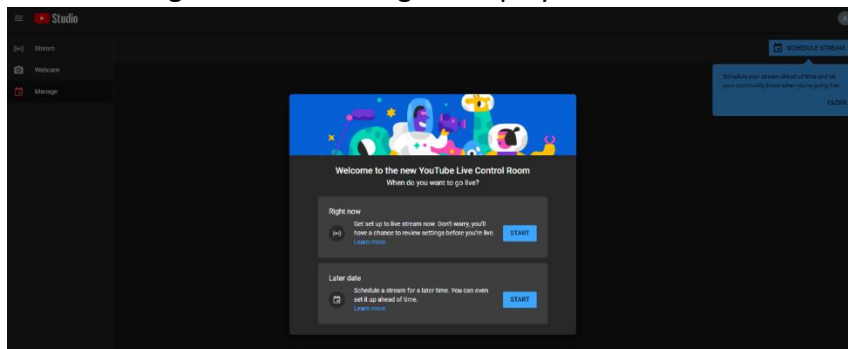 Studio
SCHEDULE STREAM
Stream
Webcam
Manage
Schedule your stream ahead of time and let
your community know when you're going live
CLOSE
Welcome to the new YouTube Live Control Room
When do you want to go live?
Right now
Get set up to live stream now. Don't worry, you'll
have a chance to review settings before you're live.
Learn more
START
Later date
Schedule a stream for a later time. You can even
set it up ahead of time.
Learn more
START